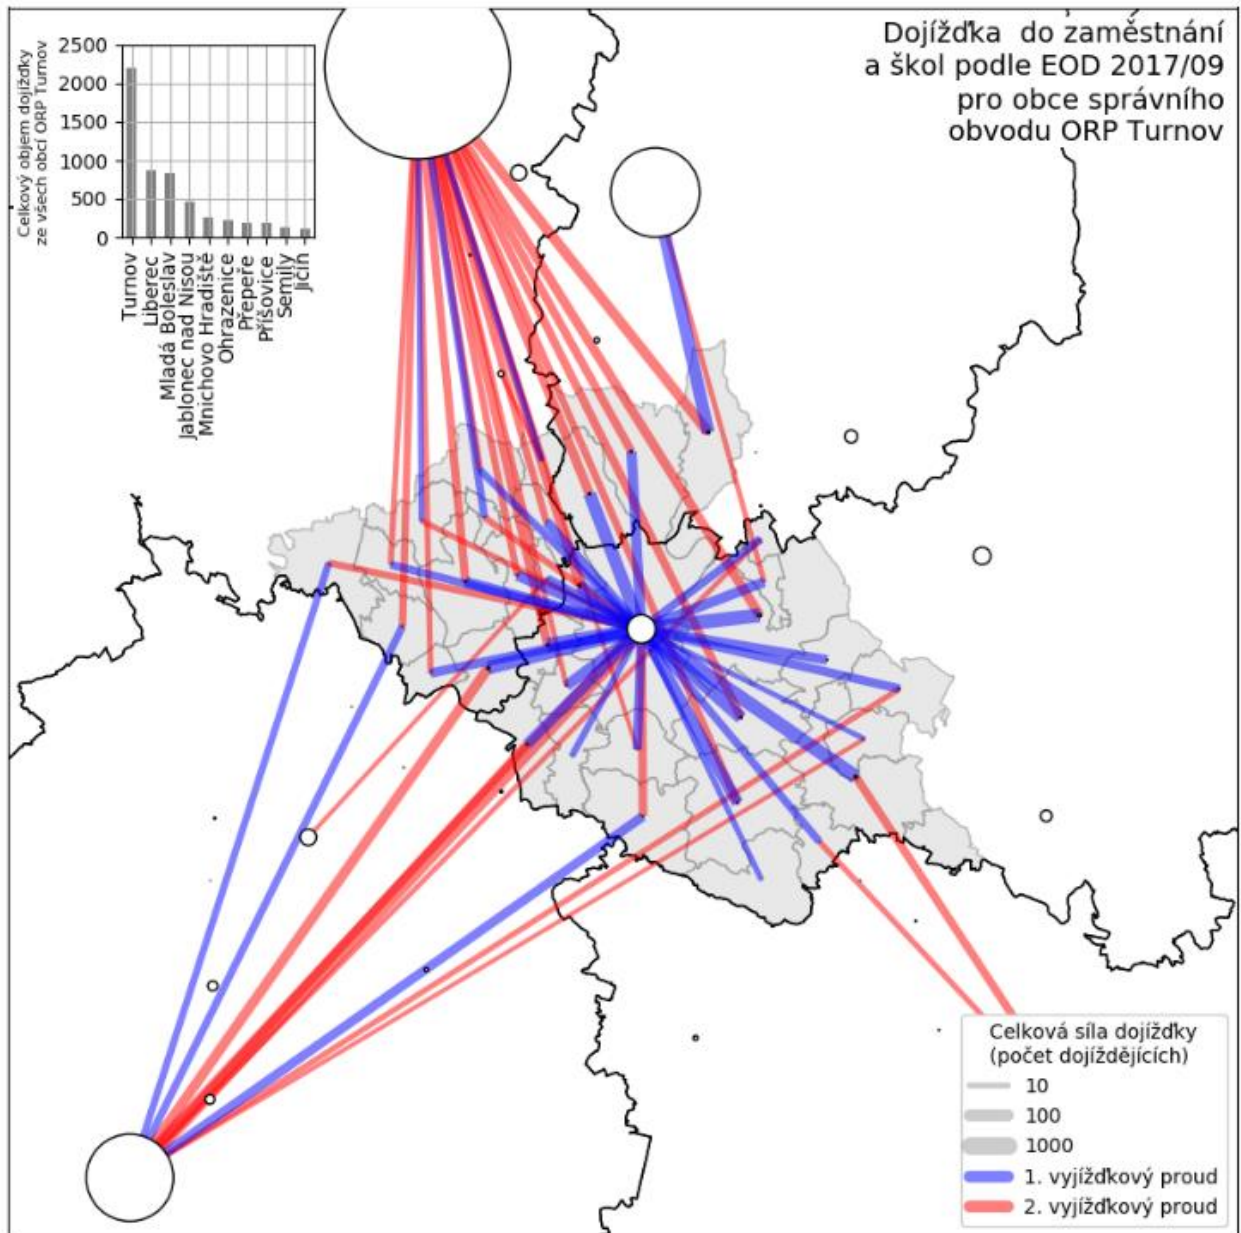 Dojížďka  do zaměstnání
a škol podle EOD 2017/09
pro obce správního
obvodu ORP Turnov
Celkový objem dojížďky
ze všech obcí ORP Turnov
2500
2000
1500
1000
500
0
Turnov
Liberec
Mladá Boleslav
Jablonec nad Nisou
Mnichovo Hradiště
Ohrazenice
Přepeře
Příšovice
Semily
Jičín
Celková síla dojížďky
(počet dojíždějících)
10
100
1000
1. vyjížďkový proud
2. vyjížďkový proud